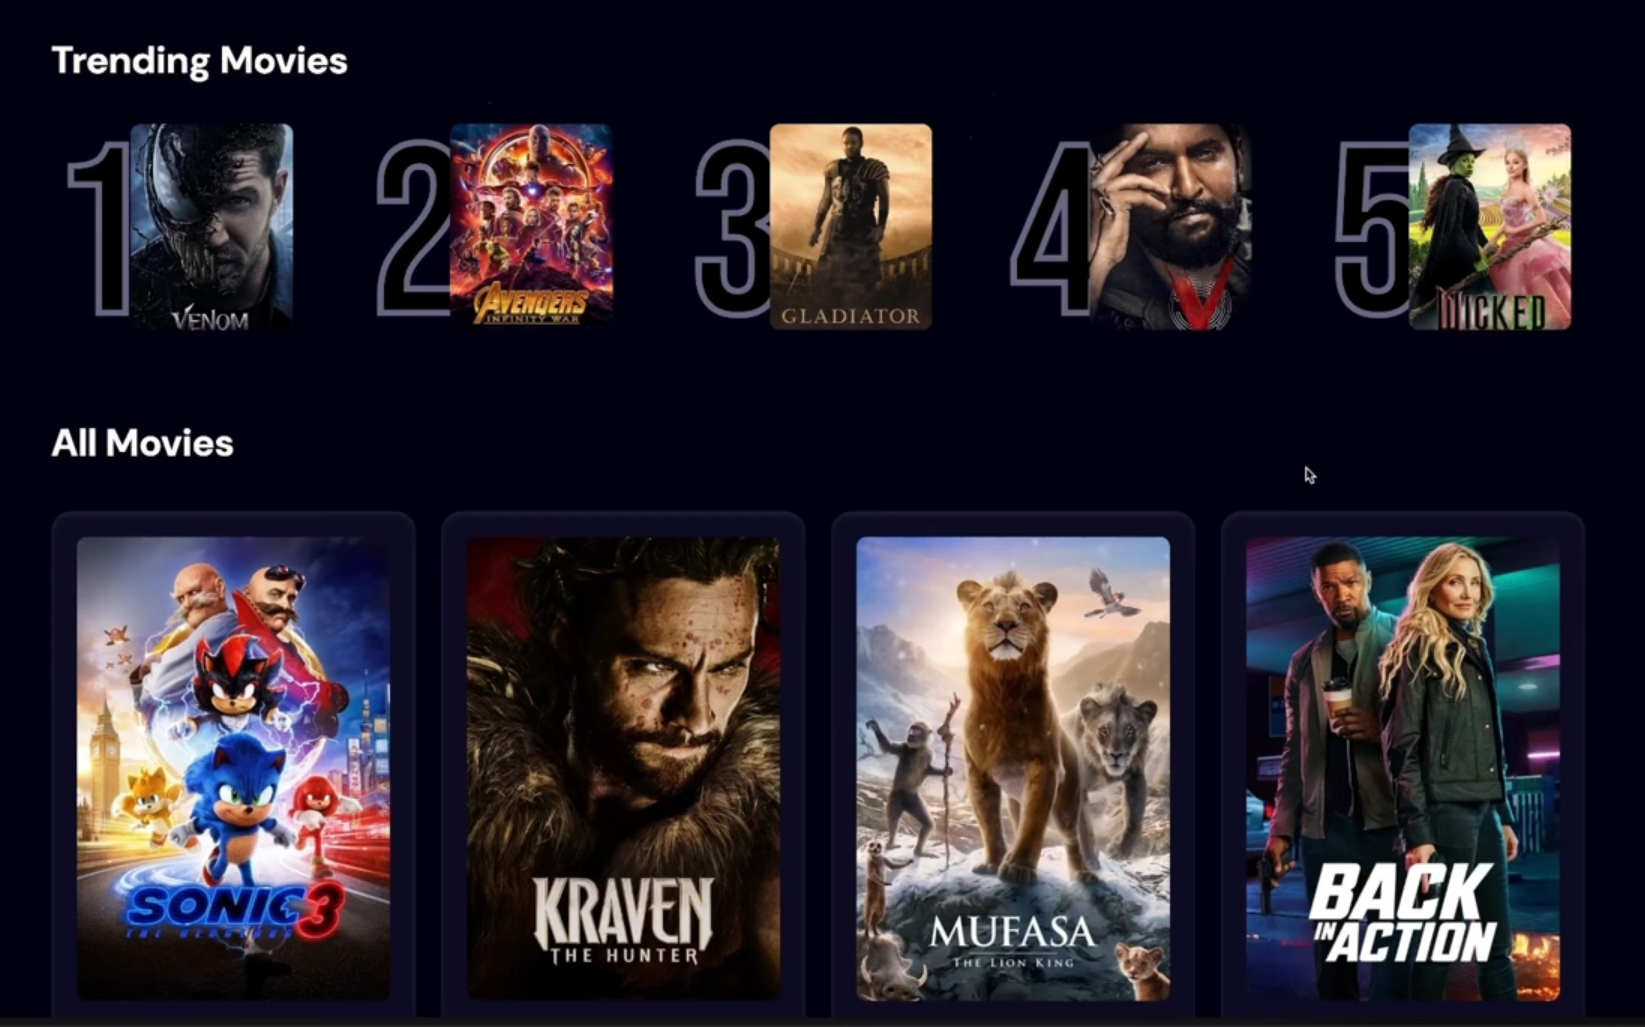 Trending Movies
1
VENOM
2
AVENGERS
INFINITY WAR
3
GLADIATOR
4
V
5
WICKED
All Movies
SONIC 3
KRAVEN
THE HUNTER
MUFASA
THE LION KING
BACK
IN ACTION